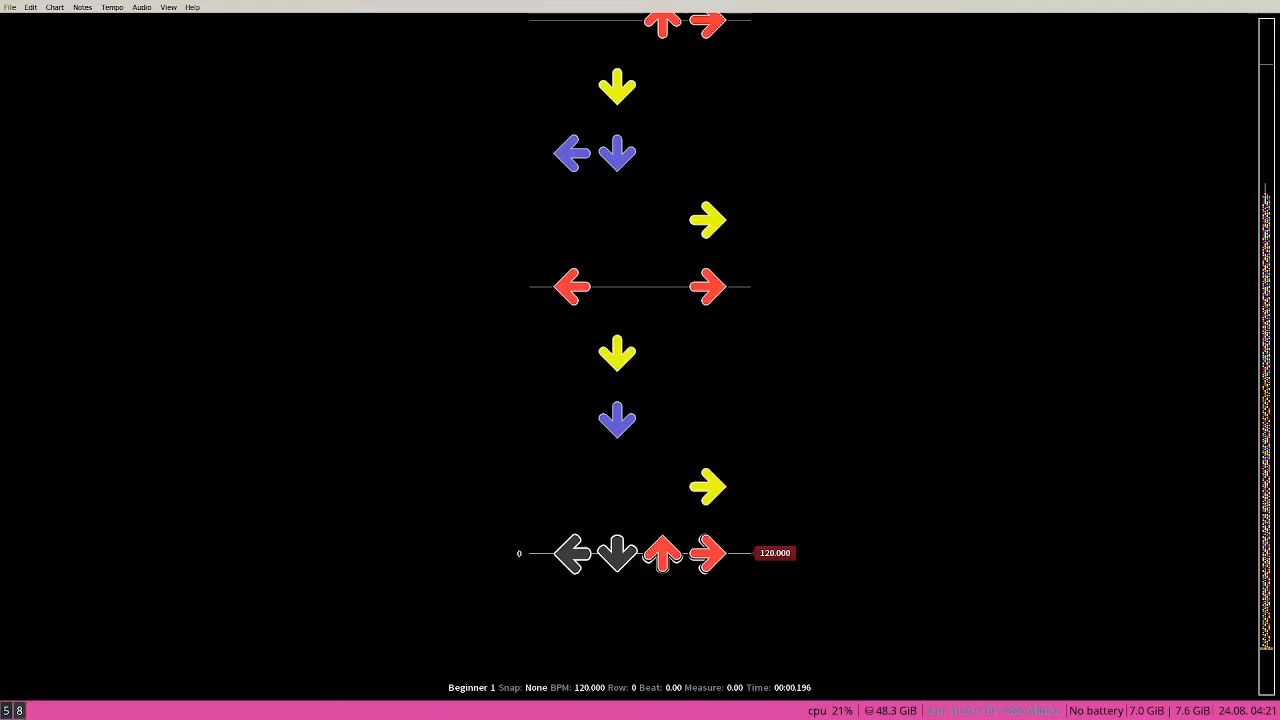 File Edit Chart Notes Tempo Audio View Help
0
120.000
Beginner 1 Snap: None BPM: 120.000 Row: 0 Beat: 0.00 Measure: 0.00 Time: 00:00.196
5 8 cpu 21% 48.3 GiB No battery 7.0 GiB 7.6 GiB 24.08. 04:21